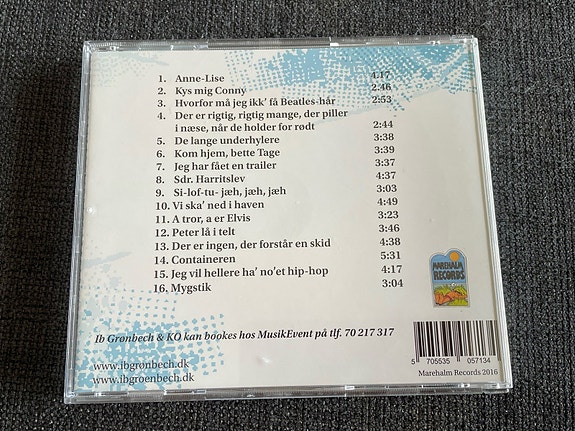 1. Anne-Lise 4:17
2. Kys mig Conny 2:46
3. Hvorfor må jeg ikk' få Beatles-hår 2:53
4. Der er rigtig, rigtig mange, der piller
i næse, når de holder for rødt 2:44
5. De lange underhylere 3:38
6. Kom hjem, bette Tage 3:39
7. Jeg har fået en trailer 3:37
8. Sdr. Harritslev 4:37
9. Si-lof-tu- jæh, jæh, jæh 3:03
10. Vi ska' ned i haven 4:49
11. A tror, a er Elvis 3:23
12. Peter lå i telt 3:46
13. Der er ingen, der forstår en skid 4:38
14. Containeren 5:31
15. Jeg vil hellere ha' no'et hip-hop 4:17
16. Mygstik 3:04
MAREHALM
RECORDS
Ib Grønbech & KO kan bookes hos MusikEvent på tlf. 70 217 317
www.ibgrønbech.dk
www.ibgroenbech.dk
5 705535 057134
Marehalm Records 2016